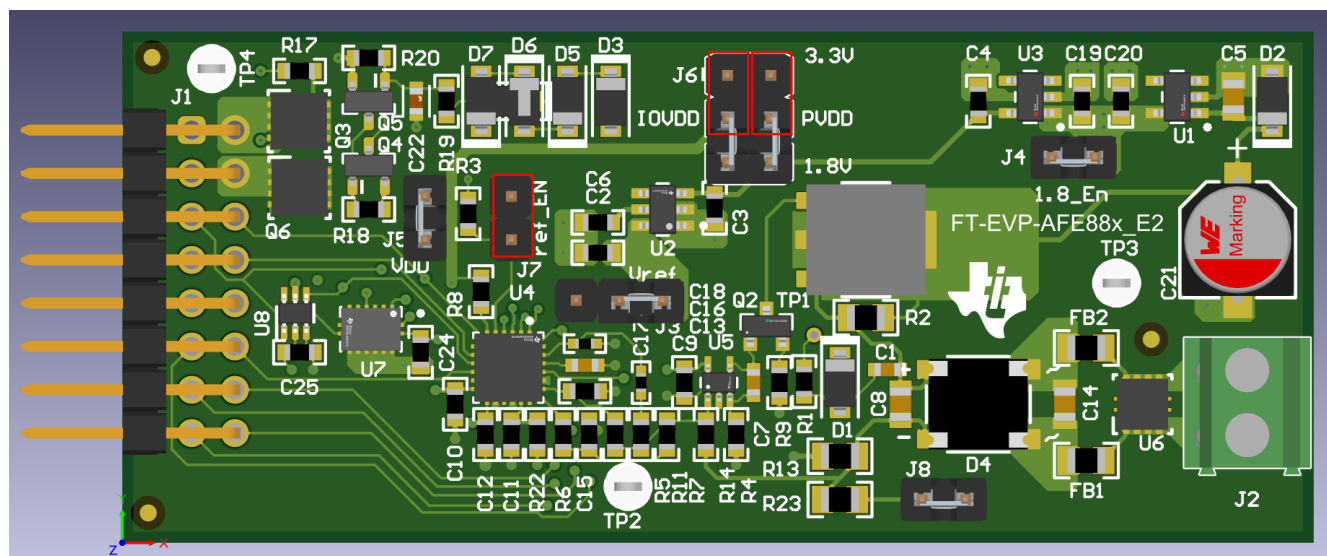 TP4
R17
R20
D7
D6
D5
D3
3.3V
J6
IOVDD
PVDD
1.8V
C4
U3
C19
C20
C5
D2
J1
Q3
Q5
Q4
C22
R19
R3
U1
J4
1.8_En
Q6
R18
J5
VDD
ref_EN
J7
C6
C2
U2
C3
FT-EVP-AFE88x_E2
TP3
WE
Marking
C21
Vref
U4
R8
C18
C16
C13
J3
Q2
TP1
R2
FB2
U8
U7
C24
C25
C17
C9
U5
C1
C8
C14
U6
C10
C7
R9
R1
D1
D4
R13
R23
J8
FB1
J2
C12
C11
R22
R6
C15
R5
R11
R7
R14
R4
TP2
Y
Z
X